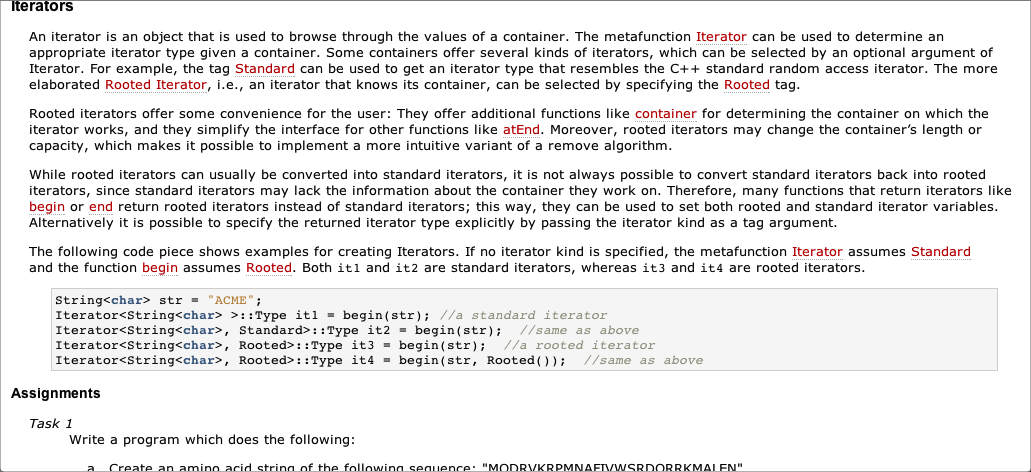 Iterators
An iterator is an object that is used to browse through the values of a container. The metafunction Iterator can be used to determine an
appropriate iterator type given a container. Some containers offer several kinds of iterators, which can be selected by an optional argument of
Iterator. For example, the tag Standard can be used to get an iterator type that resembles the C++ standard random access iterator. The more
elaborated Rooted Iterator, i.e., an iterator that knows its container, can be selected by specifying the Rooted tag.
Rooted iterators offer some convenience for the user: They offer additional functions like container for determining the container on which the
iterator works, and they simplify the interface for other functions like atEnd. Moreover, rooted iterators may change the container’s length or
capacity, which makes it possible to implement a more intuitive variant of a remove algorithm.
While rooted iterators can usually be converted into standard iterators, it is not always possible to convert standard iterators back into rooted
iterators, since standard iterators may lack the information about the container they work on. Therefore, many functions that return iterators like
begin or end return rooted iterators instead of standard iterators; this way, they can be used to set both rooted and standard iterator variables.
Alternatively it is possible to specify the returned iterator type explicitly by passing the iterator kind as a tag argument.
The following code piece shows examples for creating Iterators. If no iterator kind is specified, the metafunction Iterator assumes Standard
and the function begin assumes Rooted. Both it1 and it2 are standard iterators, whereas it3 and it4 are rooted iterators.
String<char> str = "ACME";
Iterator<String<char> >::Type it1 = begin(str); //a standard iterator
Iterator<String<char>, Standard>::Type it2 = begin(str);  //same as above
Iterator<String<char>, Rooted>::Type it3 = begin(str);  //a rooted iterator
Iterator<String<char>, Rooted>::Type it4 = begin(str, Rooted());  //same as above
Assignments
Task 1
Write a program which does the following:
a. Create an amino acid string of the following sequence: "MQDRVKRPMNAFIVWSRDQRRKMALEN"